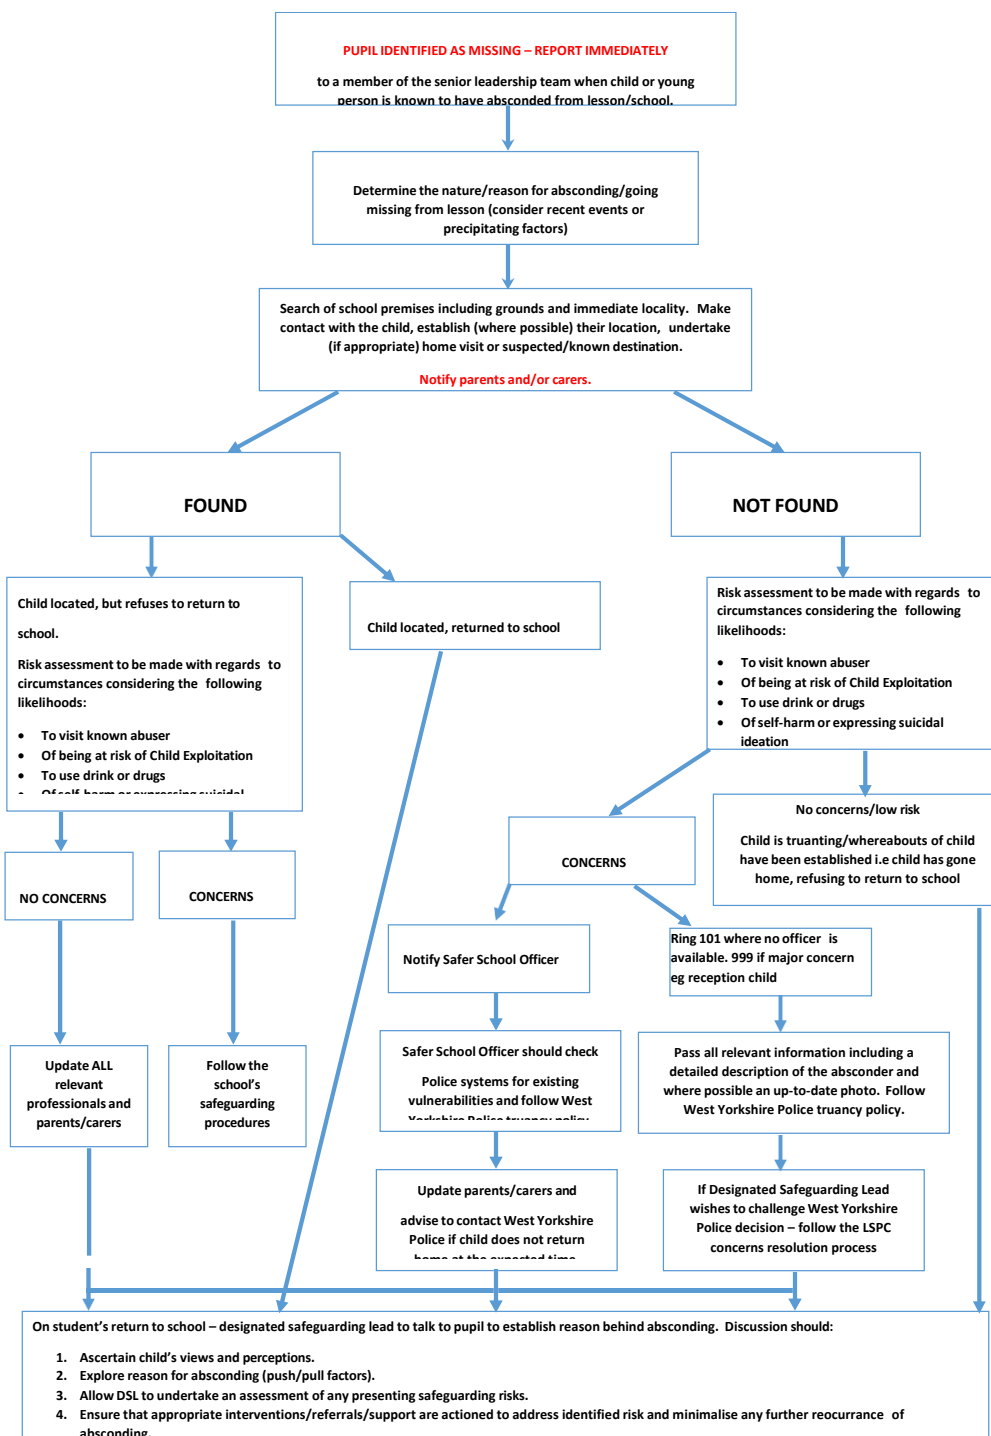 PUPIL IDENTIFIED AS MISSING – REPORT IMMEDIATELY
to a member of the senior leadership team when child or young
person is known to have absconded from lesson/school.
Determine the nature/reason for absconding/going
missing from lesson (consider recent events or
precipitating factors)
Search of school premises including grounds and immediate locality. Make
contact with the child, establish (where possible) their location, undertake
(if appropriate) home visit or suspected/known destination.
Notify parents and/or carers.
FOUND
NOT FOUND
Child located, but refuses to return to
school.
Risk assessment to be made with regards to
circumstances considering the following
likelihoods:
• To visit known abuser
• Of being at risk of Child Exploitation
• To use drink or drugs
• Of self-harm or expressing suicidal
Child located, returned to school
Risk assessment to be made with regards to
circumstances considering the following
likelihoods:
• To visit known abuser
• Of being at risk of Child Exploitation
• To use drink or drugs
• Of self-harm or expressing suicidal
ideation
No concerns/low risk
Child is truanting/whereabouts of child
have been established i.e child has gone
home, refusing to return to school
CONCERNS
NO CONCERNS
CONCERNS
Notify Safer School Officer
Ring 101 where no officer is
available. 999 if major concern
eg reception child
Update ALL
relevant
professionals and
parents/carers
Follow the
school's
safeguarding
procedures
Safer School Officer should check
Police systems for existing
vulnerabilities and follow West
Yorkshire Police truancy policy
Pass all relevant information including a
detailed description of the absconder and
where possible an up-to-date photo. Follow
West Yorkshire Police truancy policy.
Update parents/carers and
advise to contact West Yorkshire
Police if child does not return
home at the expected time
If Designated Safeguarding Lead
wishes to challenge West Yorkshire
Police decision – follow the LSPC
concerns resolution process
On student's return to school – designated safeguarding lead to talk to pupil to establish reason behind absconding. Discussion should:
1. Ascertain child's views and perceptions.
2. Explore reason for absconding (push/pull factors).
3. Allow DSL to undertake an assessment of any presenting safeguarding risks.
4. Ensure that appropriate interventions/referrals/support are actioned to address identified risk and minimalise any further reocurrance of
absconding.